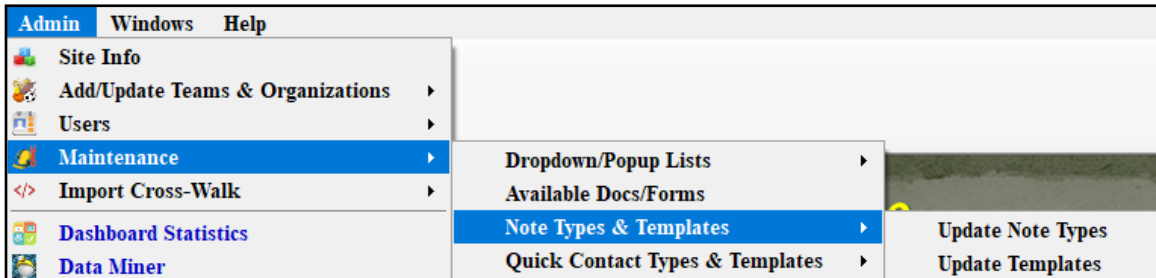 Admin Windows Help
Site Info
Add/Update Teams & Organizations
Users
Maintenance
Import Cross-Walk
Dashboard Statistics
Data Miner
Dropdown/Popup Lists
Available Docs/Forms
Note Types & Templates
Quick Contact Types & Templates
Update Note Types
Update Templates